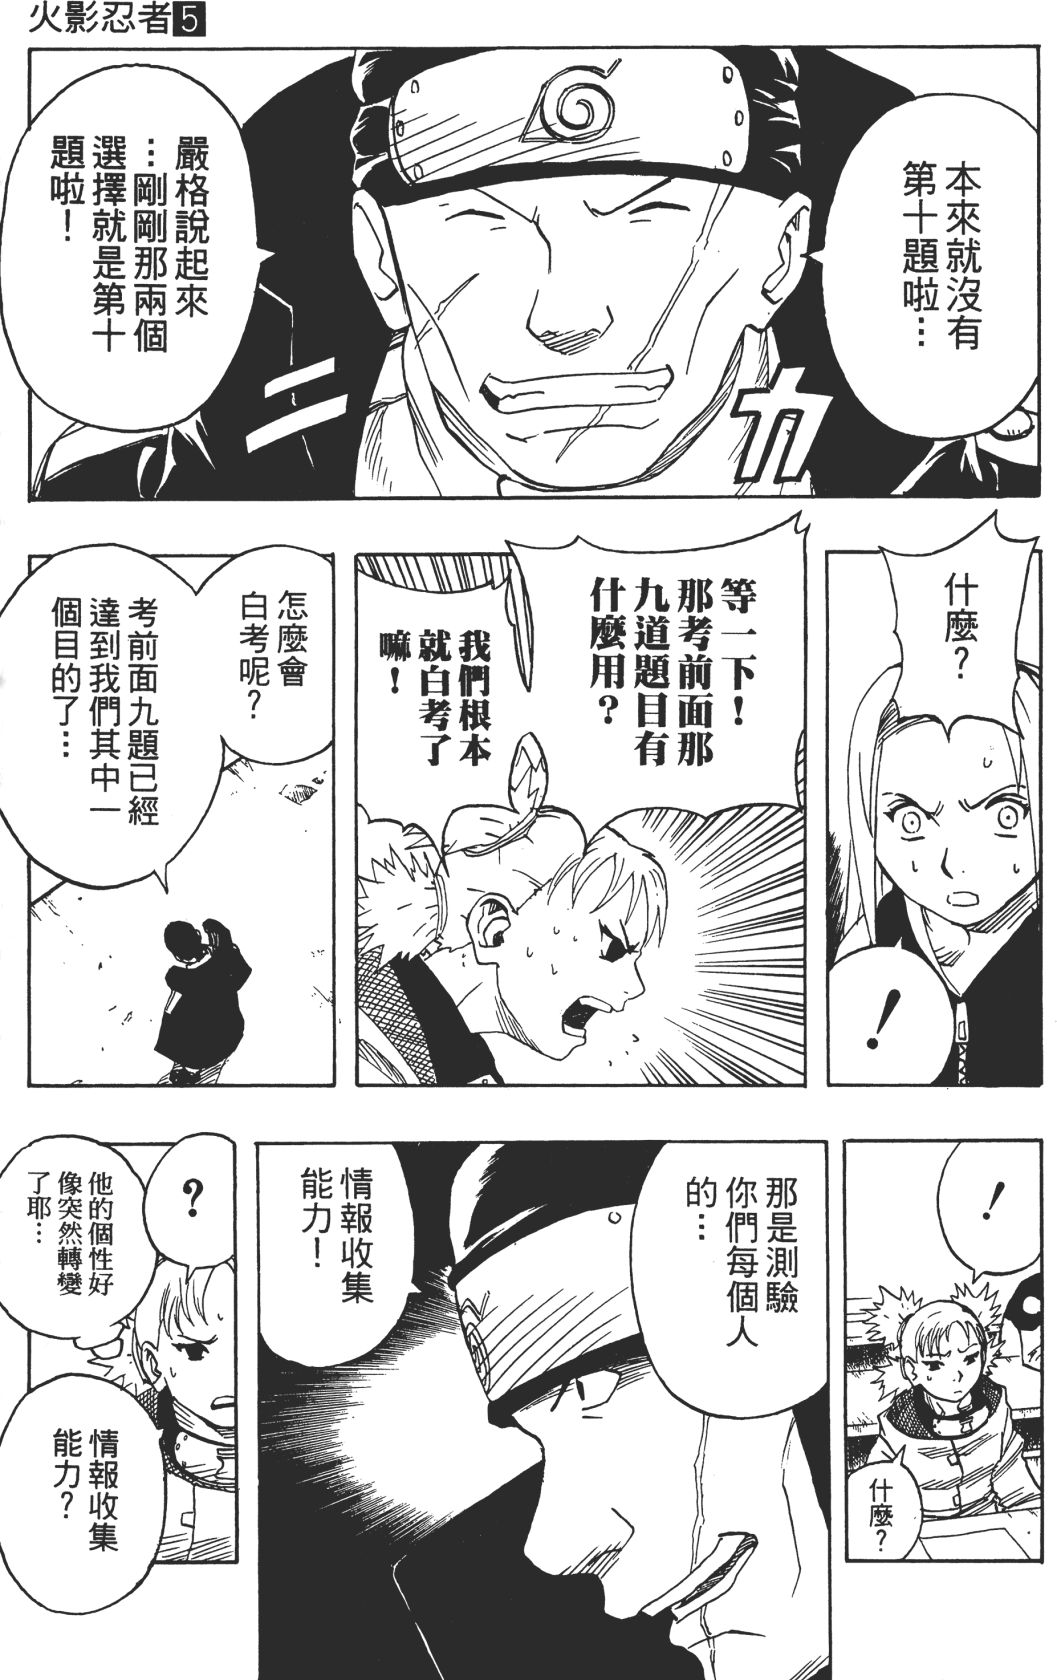 火影忍者5
本來就沒有
第十題啦…
嚴格說起來
…剛剛那兩個
選擇就是第十
題啦！
ニカ
什麼？
！
等一下！
那考前面那
九道題目有
什麼用？
我們根本
就白考了
嘛！
怎麼會
白考呢？
考前面九題已經
達到我們其中一
個目的了…
！
什麼？
那是測驗
你們每個人
的…
情報收集
能力！
？
他的個性好
像突然轉變
了耶…
情報收集
能力？